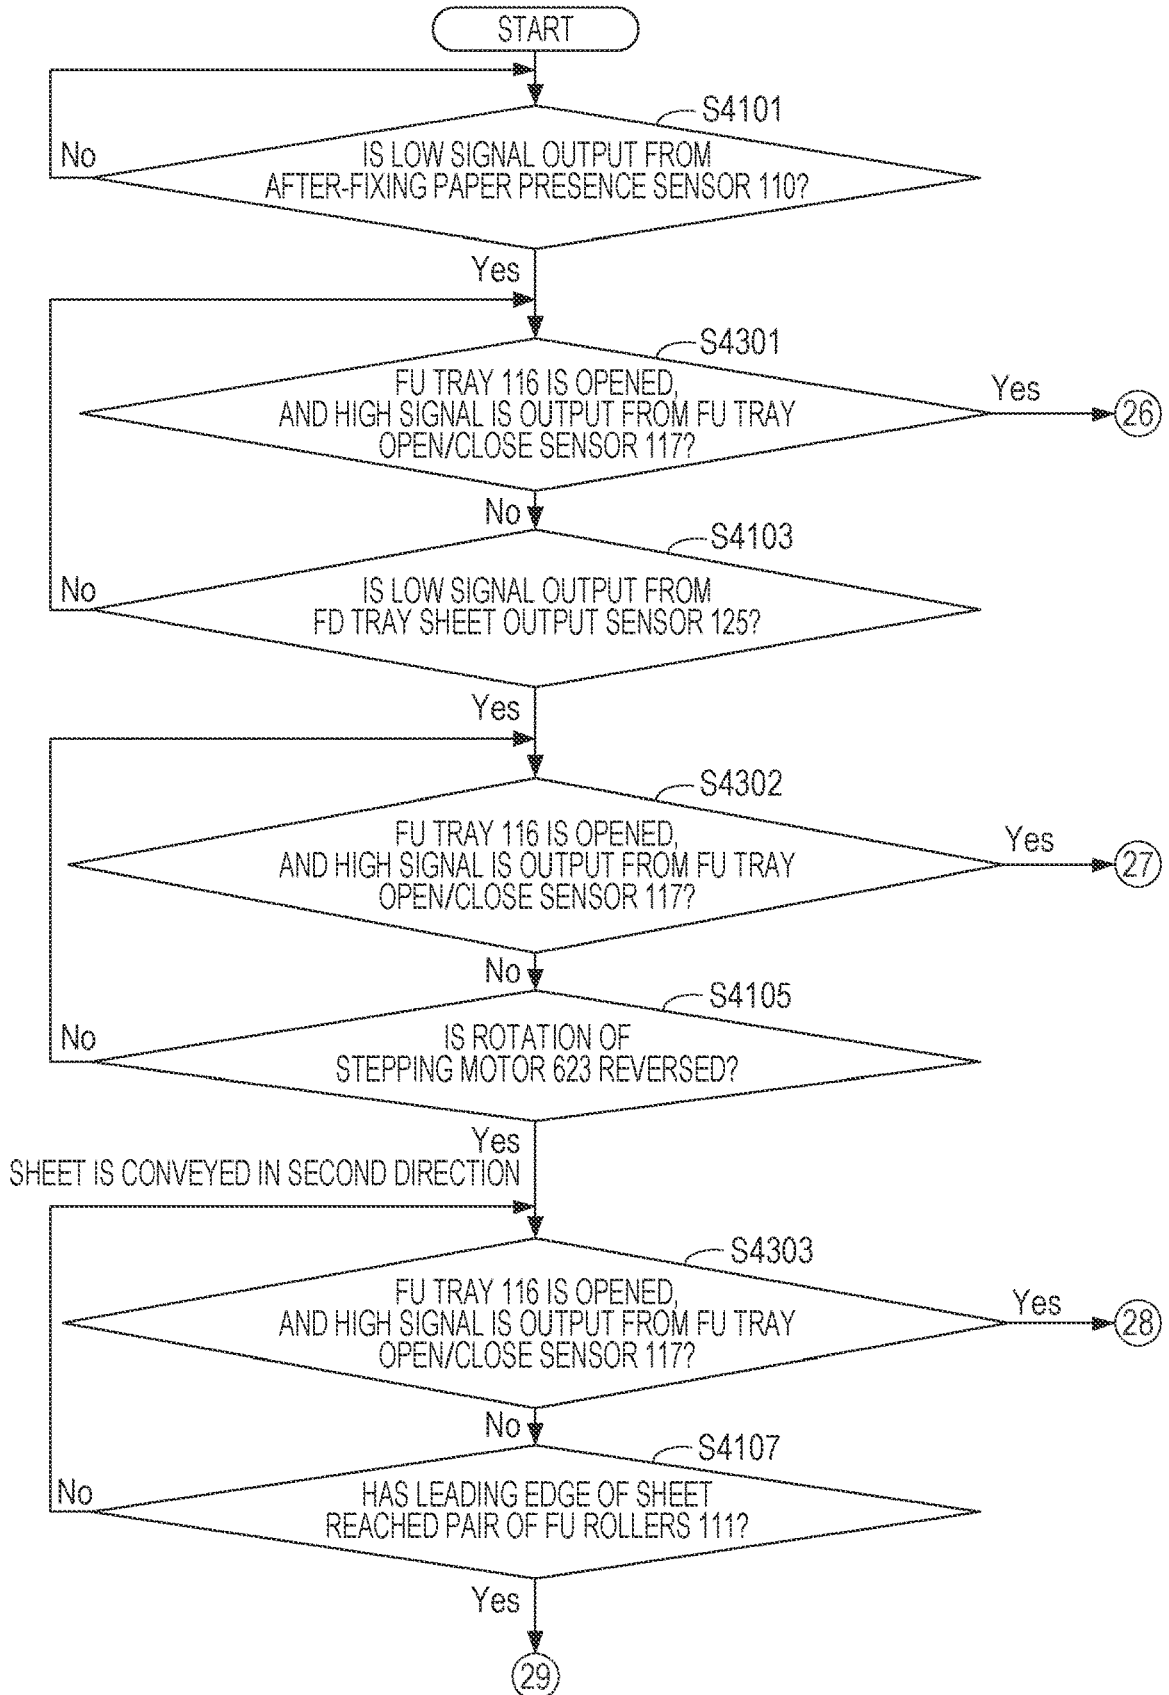 START
S4101
No
IS LOW SIGNAL OUTPUT FROM
AFTER-FIXING PAPER PRESENCE SENSOR 110?
Yes
S4301
FU TRAY 116 IS OPENED,
AND HIGH SIGNAL IS OUTPUT FROM FU TRAY
OPEN/CLOSE SENSOR 117?
Yes
26
No
S4103
No
IS LOW SIGNAL OUTPUT FROM
FD TRAY SHEET OUTPUT SENSOR 125?
Yes
S4302
FU TRAY 116 IS OPENED,
AND HIGH SIGNAL IS OUTPUT FROM FU TRAY
OPEN/CLOSE SENSOR 117?
Yes
27
No
S4105
No
IS ROTATION OF
STEPPING MOTOR 623 REVERSED?
Yes
SHEET IS CONVEYED IN SECOND DIRECTION
S4303
FU TRAY 116 IS OPENED,
AND HIGH SIGNAL IS OUTPUT FROM FU TRAY
OPEN/CLOSE SENSOR 117?
Yes
28
No
S4107
No
HAS LEADING EDGE OF SHEET
REACHED PAIR OF FU ROLLERS 111?
Yes
29